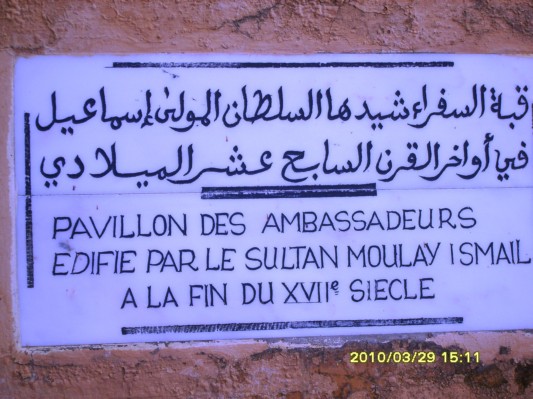 قبة السفراء شيدها السلطان المولى إسماعيل
في أواخر القرن السابع عشر الميلادي
PAVILLON DES AMBASSADEURS
EDIFIE PAR LE SULTAN MOULAY ISMAIL
A LA FIN DU XVIIe SIECLE
2010/03/29 15:11